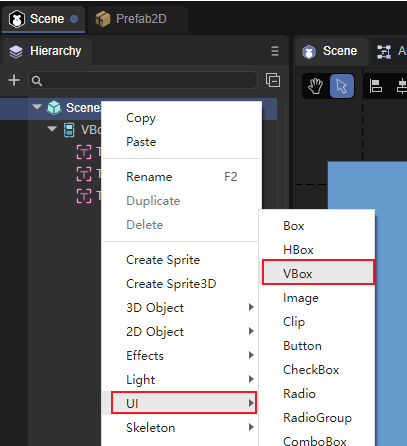 Scene
Prefab2D
Hierarchy
Scene
Scene
VBo
T
T
T
Copy
Paste
Rename F2
Duplicate
Delete
Create Sprite
Create Sprite3D
3D Object
2D Object
Effects
Light
UI
Skeleton
Box
HBox
VBox
Image
Clip
Button
CheckBox
Radio
RadioGroup
ComboBox